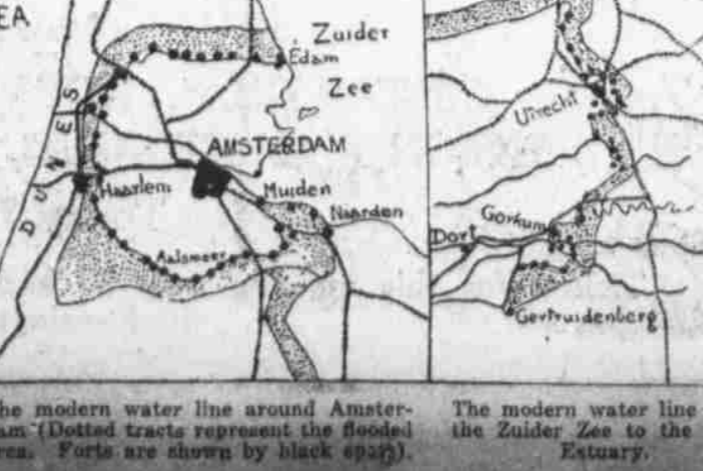 EA
Zuider
Zee
Edam
DUNES
AMSTERDAM
Haarlem
Muiden
Naarden
Aalsmeer
Utrecht
Gorkum
Dort
Gertruidenberg
he modern water line around Amster-
am (Dotted tracts represent the flooded
rea. Forts are shown by black spots).
The modern water line
the Zuider Zee to the
Estuary.